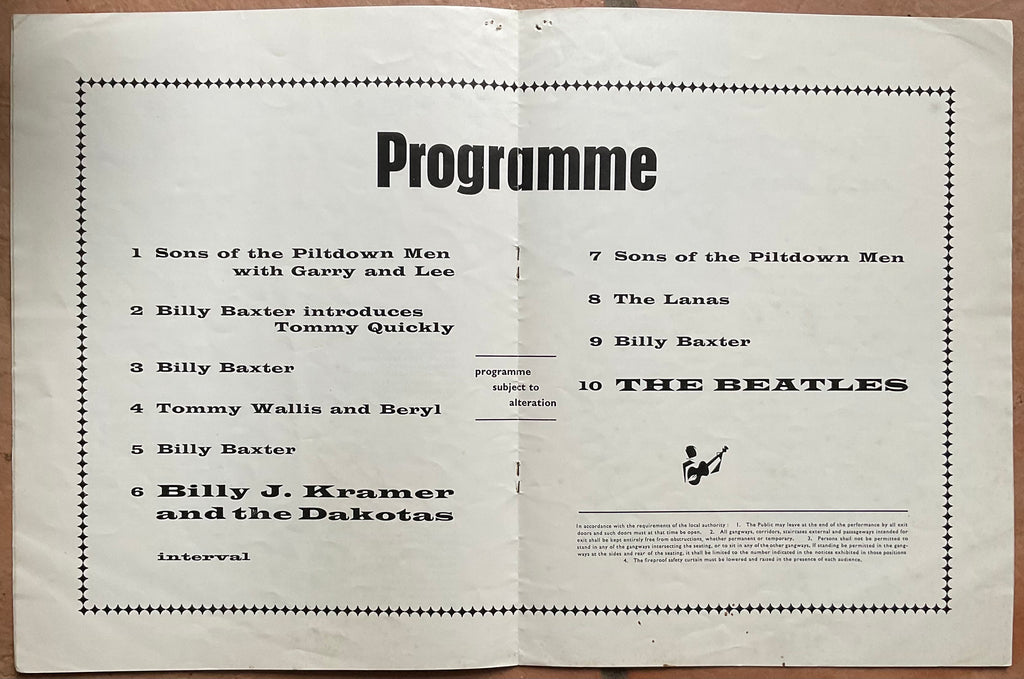 Programme
1 Sons of the Piltdown Men
with Garry and Lee
2 Billy Baxter introduces
Tommy Quickly
3 Billy Baxter
4 Tommy Wallis and Beryl
5 Billy Baxter
6 Billy J. Kramer
and the Dakotas
interval
programme
subject to
alteration
7 Sons of the Piltdown Men
8 The Lanas
9 Billy Baxter
10 THE BEATLES
In accordance with the requirements of the local authority : 1. The Public may leave at the end of the performance by all exit
doors and such doors must at that time be open. 2. All gangways, corridors, staircases external and passageways intended for
exit shall be kept entirely free from obstructions, whether permanent or temporary. 3. Persons shall not be permitted to
stand in any of the gangways intersecting the seating, or to sit in any of the other gangways. If standing be permitted in the gang-
ways at the sides and rear of the seating, it shall be limited to the number indicated in the notices exhibited in those positions
4. The fireproof safety curtain must be lowered and raised in the presence of each audience.